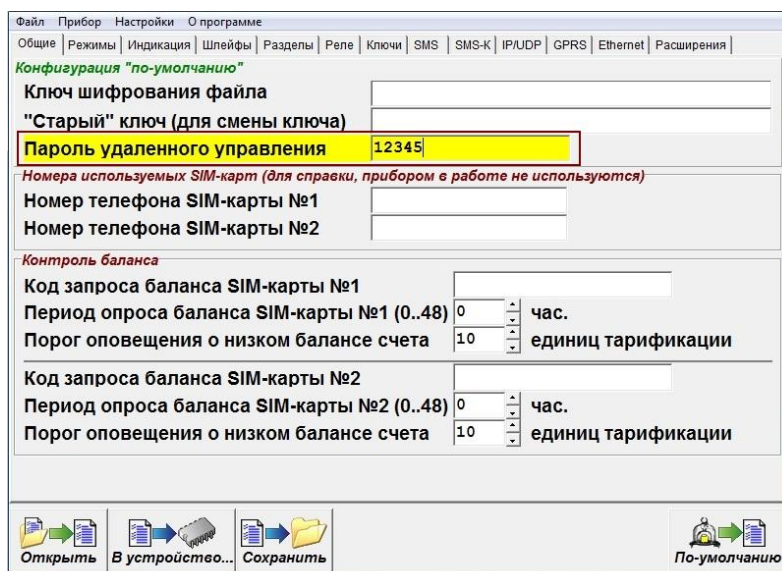 Файл Прибор Настройки О программе
Общие Режимы Индикация Шлейфы Разделы Реле Ключи SMS SMS-K IP/UDP GPRS Ethernet Расширения
Конфигурация "по-умолчанию"
Ключ шифрования файла
"Старый" ключ (для смены ключа)
Пароль удаленного управления 12345
Номера используемых SIM-карт (для справки, прибором в работе не используются)
Номер телефона SIM-карты №1
Номер телефона SIM-карты №2
Контроль баланса
Код запроса баланса SIM-карты №1
Период опроса баланса SIM-карты №1 (0..48) 0 час.
Порог оповещения о низком балансе счета 10 единиц тарификации
Код запроса баланса SIM-карты №2
Период опроса баланса SIM-карты №2 (0..48) 0 час.
Порог оповещения о низком балансе счета 10 единиц тарификации
Открыть В устройство... Сохранить По-умолчанию